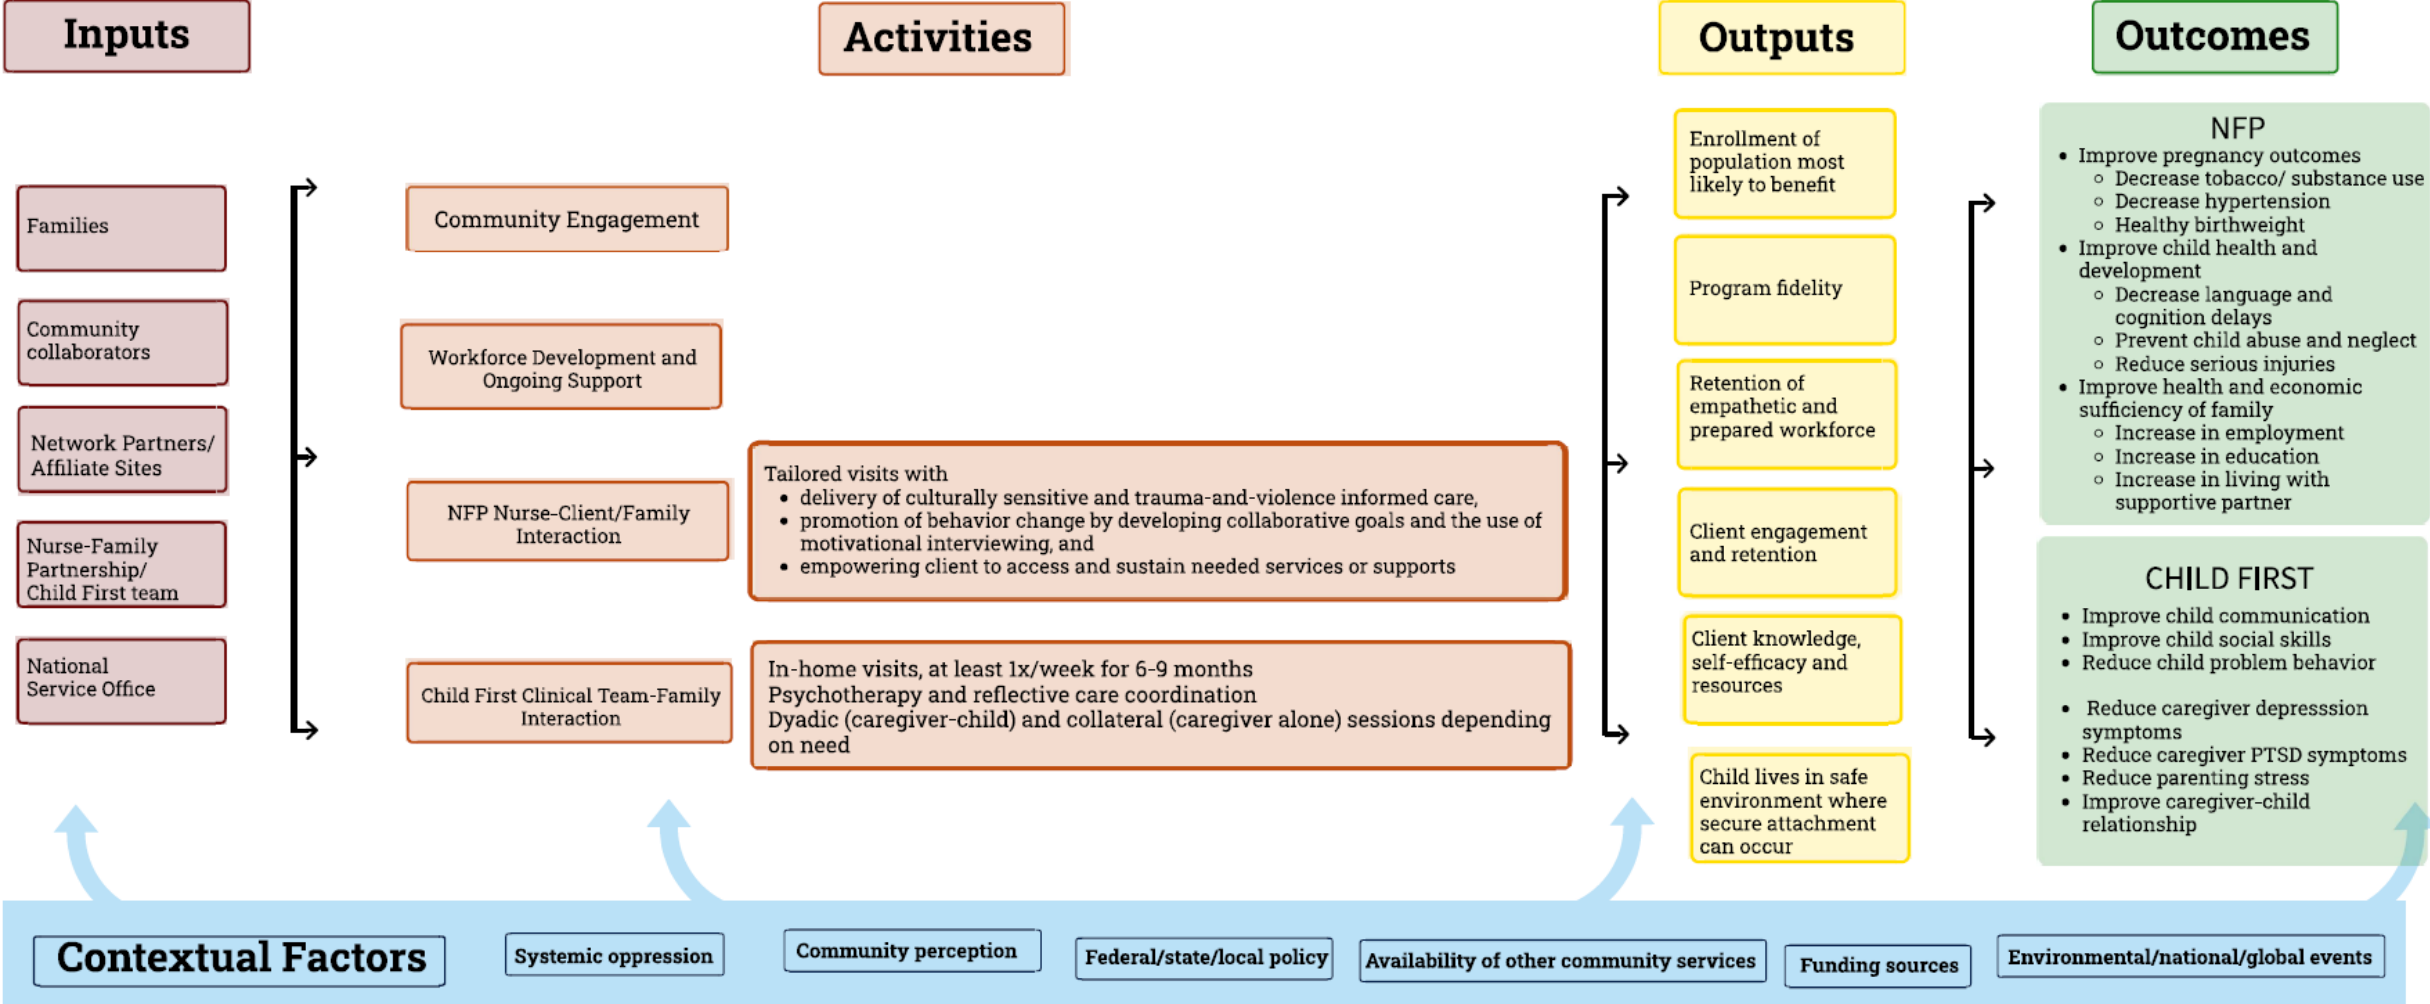 Inputs
Activities
Outputs
Outcomes
Families
Community
collaborators
Network Partners/
Affiliate Sites
Nurse-Family
Partnership/
Child First team
National
Service Office
Community Engagement
Workforce Development and
Ongoing Support
NFP Nurse-Client/Family
Interaction
Tailored visits with
• delivery of culturally sensitive and trauma-and-violence informed care,
• promotion of behavior change by developing collaborative goals and the use of
motivational interviewing, and
• empowering client to access and sustain needed services or supports
Child First Clinical Team-Family
Interaction
In-home visits, at least 1x/week for 6-9 months
Psychotherapy and reflective care coordination
Dyadic (caregiver-child) and collateral (caregiver alone) sessions depending
on need
Enrollment of
population most
likely to benefit
Program fidelity
Retention of
empathetic and
prepared workforce
Client engagement
and retention
Client knowledge,
self-efficacy and
resources
Child lives in safe
environment where
secure attachment
can occur
NFP
• Improve pregnancy outcomes
○ Decrease tobacco/ substance use
○ Decrease hypertension
○ Healthy birthweight
• Improve child health and
development
○ Decrease language and
cognition delays
○ Prevent child abuse and neglect
○ Reduce serious injuries
• Improve health and economic
sufficiency of family
○ Increase in employment
○ Increase in education
○ Increase in living with
supportive partner
CHILD FIRST
• Improve child communication
• Improve child social skills
• Reduce child problem behavior
• Reduce caregiver depresssion
symptoms
• Reduce caregiver PTSD symptoms
• Reduce parenting stress
• Improve caregiver-child
relationship
Contextual Factors
Systemic oppression
Community perception
Federal/state/local policy
Availability of other community services
Funding sources
Environmental/national/global events